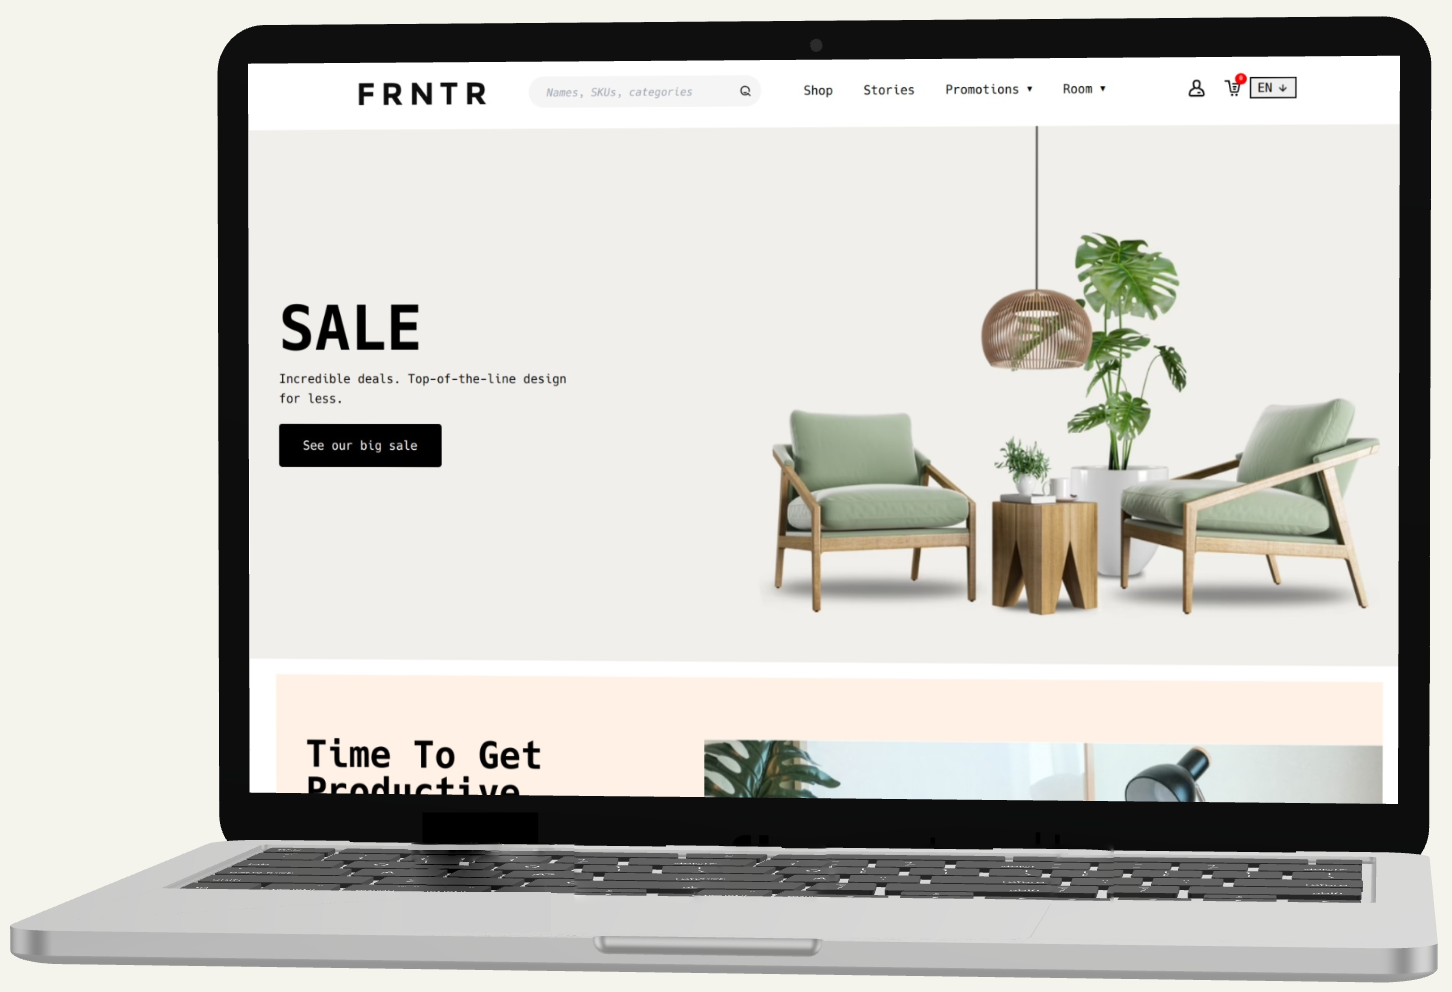 FRNTR
Names, SKUs, categories
Shop
Stories
Promotions ▾
Room ▾
EN ↓
SALE
Incredible deals. Top-of-the-line design
for less.
See our big sale
Time To Get
Productive